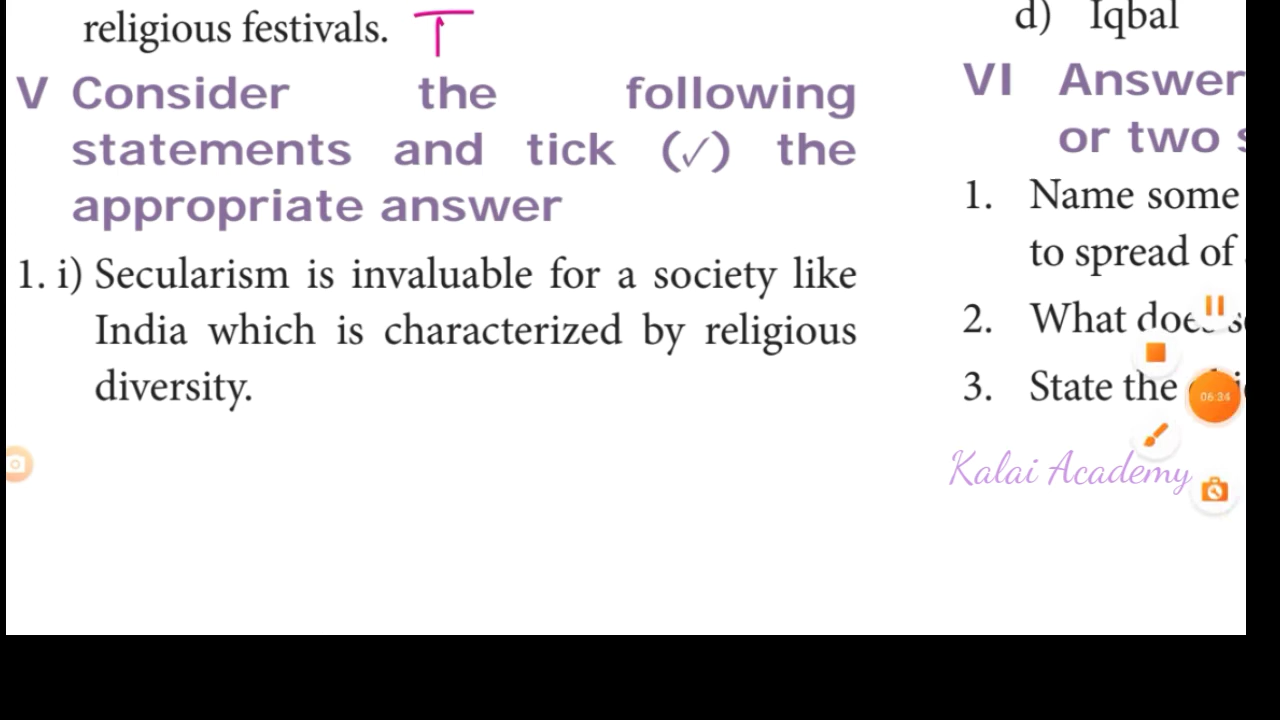 religious festivals. T
V Consider the following
statements and tick (✓) the
appropriate answer
1. i) Secularism is invaluable for a society like
India which is characterized by religious
diversity.
d) Iqbal
VI Answer
or two
1. Name some
to spread of
2. What does
3. State the
06:34
Kalai Academy